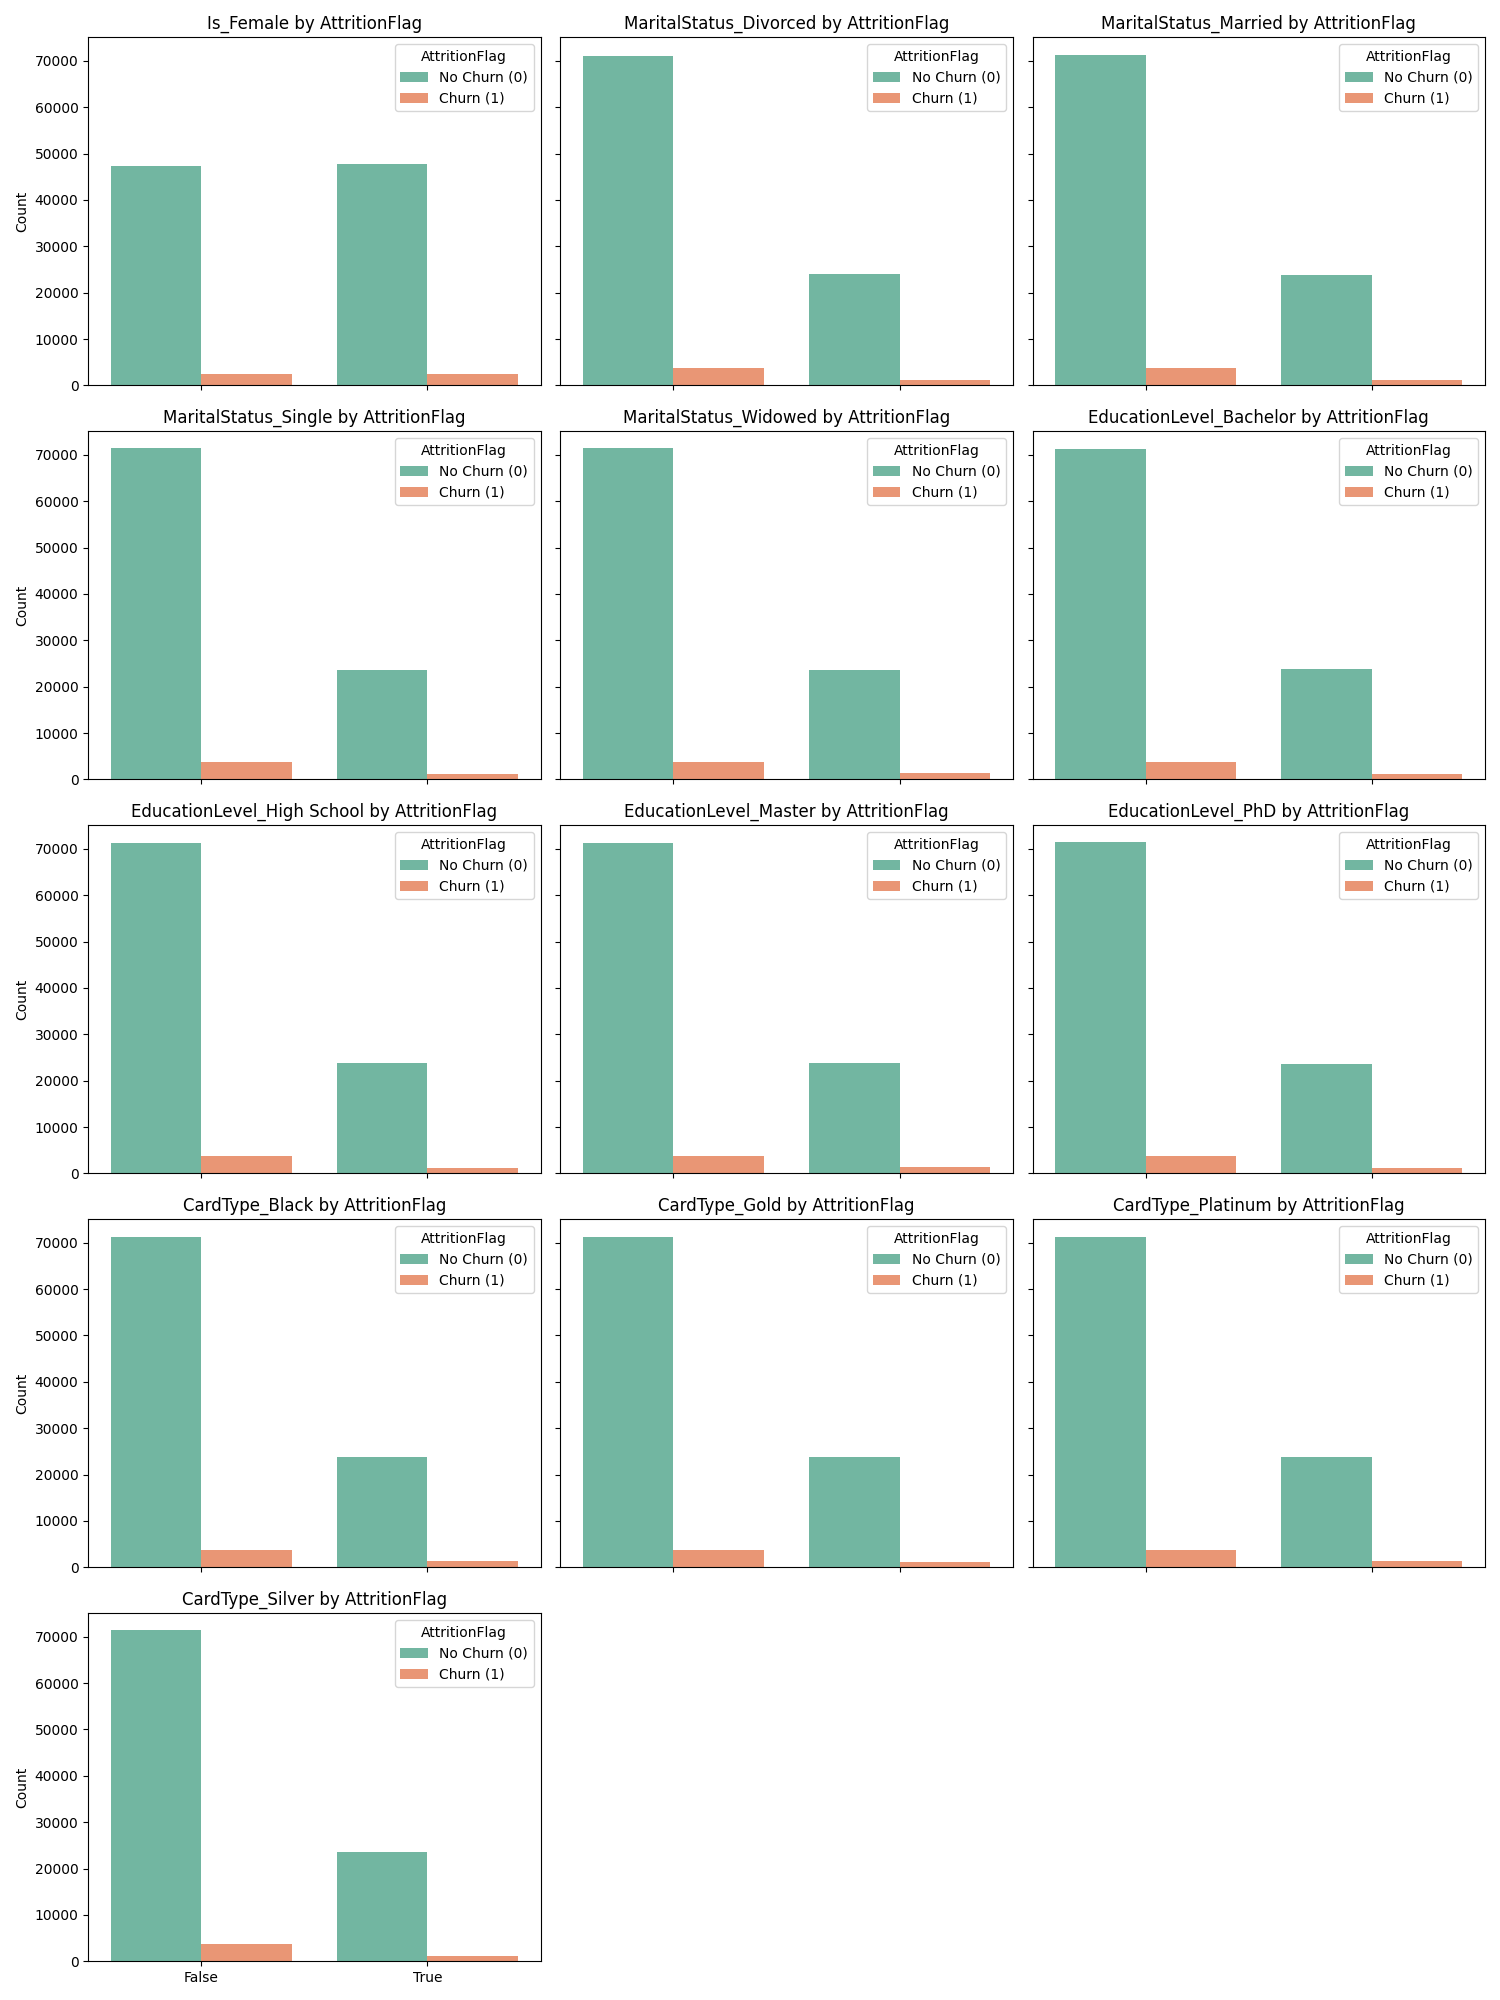 Is_Female by AttritionFlag
MaritalStatus_Divorced by AttritionFlag
MaritalStatus_Married by AttritionFlag
AttritionFlag
No Churn (0)
Churn (1)
AttritionFlag
No Churn (0)
Churn (1)
AttritionFlag
No Churn (0)
Churn (1)
70000
60000
50000
40000
30000
20000
10000
0
Count
MaritalStatus_Single by AttritionFlag
MaritalStatus_Widowed by AttritionFlag
EducationLevel_Bachelor by AttritionFlag
AttritionFlag
No Churn (0)
Churn (1)
AttritionFlag
No Churn (0)
Churn (1)
AttritionFlag
No Churn (0)
Churn (1)
70000
60000
50000
40000
30000
20000
10000
0
Count
EducationLevel_High School by AttritionFlag
EducationLevel_Master by AttritionFlag
EducationLevel_PhD by AttritionFlag
AttritionFlag
No Churn (0)
Churn (1)
AttritionFlag
No Churn (0)
Churn (1)
AttritionFlag
No Churn (0)
Churn (1)
70000
60000
50000
40000
30000
20000
10000
0
Count
CardType_Black by AttritionFlag
CardType_Gold by AttritionFlag
CardType_Platinum by AttritionFlag
AttritionFlag
No Churn (0)
Churn (1)
AttritionFlag
No Churn (0)
Churn (1)
AttritionFlag
No Churn (0)
Churn (1)
70000
60000
50000
40000
30000
20000
10000
0
Count
CardType_Silver by AttritionFlag
AttritionFlag
No Churn (0)
Churn (1)
70000
60000
50000
40000
30000
20000
10000
0
Count
False
True